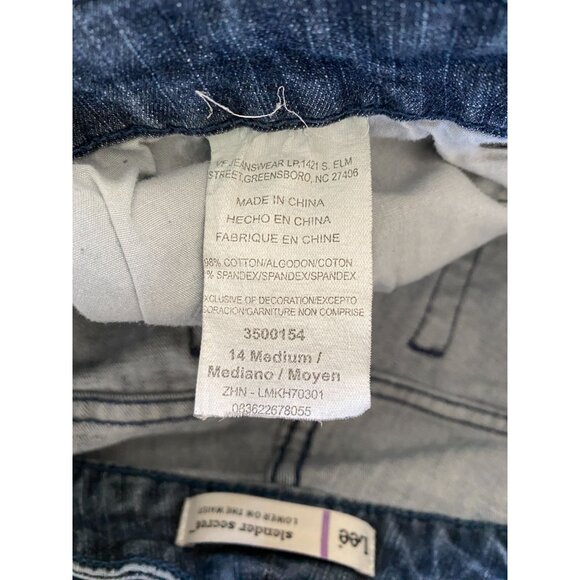 VF JEANSWEAR LP, 1421 S. ELM
STREET, GREENSBORO, NC 27406
MADE IN CHINA
HECHO EN CHINA
FABRIQUE EN CHINE
98% COTTON/ALGODON/COTON
% SPANDEX/SPANDEX/SPANDEX
EXCLUSIVE OF DECORATION/EXCEPTO
DECORACION/GARNITURE NON COMPRISE
3500154
14 Medium /
Mediano / Moyen
ZHN - LMKH70301
083622678055
Lee
slender secret™
LOWER ON THE WAIST